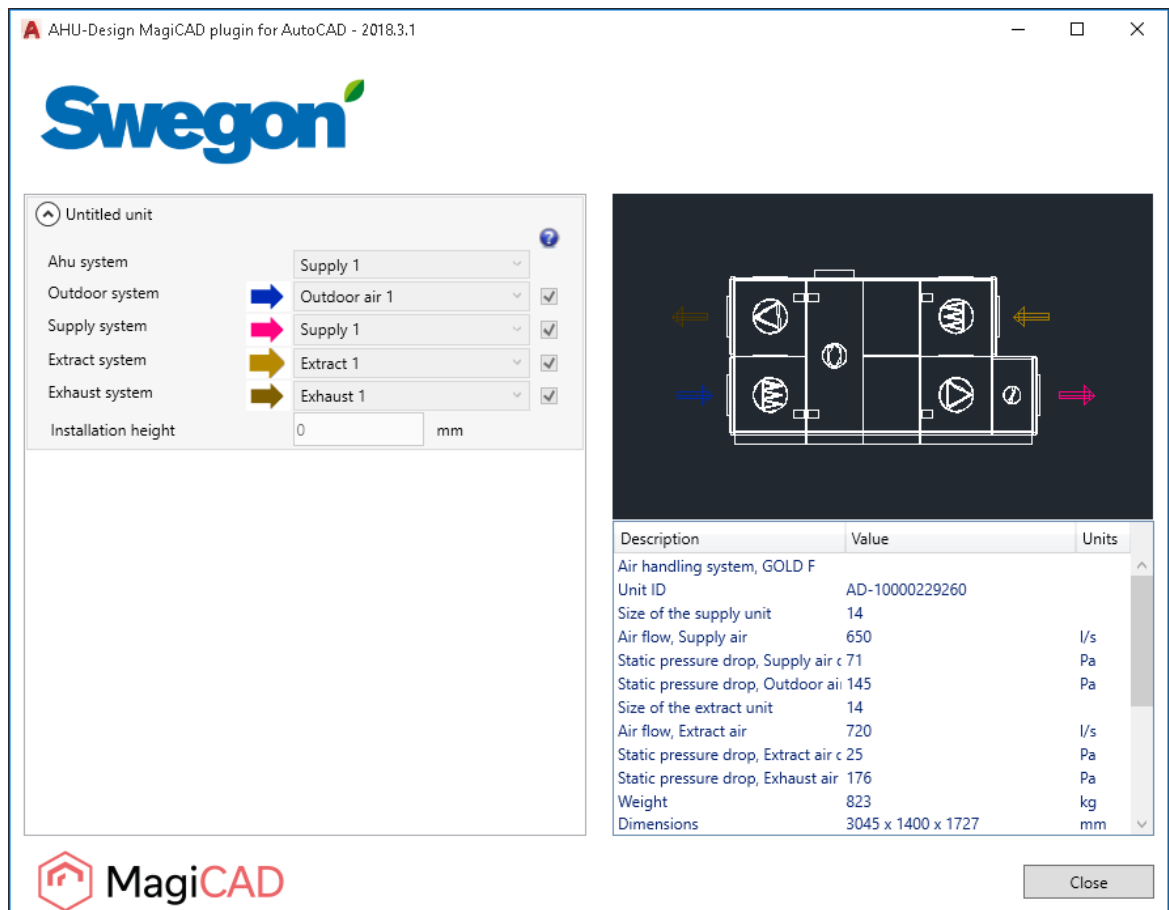 AHU-Design MagiCAD plugin for AutoCAD - 2018.3.1
Swegon
Untitled unit
?
Ahu system Supply 1
Outdoor system Outdoor air 1
Supply system Supply 1
Extract system Extract 1
Exhaust system Exhaust 1
Installation height 0 mm
Description Value Units
Air handling system, GOLD F
Unit ID AD-10000229260
Size of the supply unit 14
Air flow, Supply air 650 l/s
Static pressure drop, Supply air c 71 Pa
Static pressure drop, Outdoor aii 145 Pa
Size of the extract unit 14
Air flow, Extract air 720 l/s
Static pressure drop, Extract air c 25 Pa
Static pressure drop, Exhaust air 176 Pa
Weight 823 kg
Dimensions 3045 x 1400 x 1727 mm
MagiCAD
Close